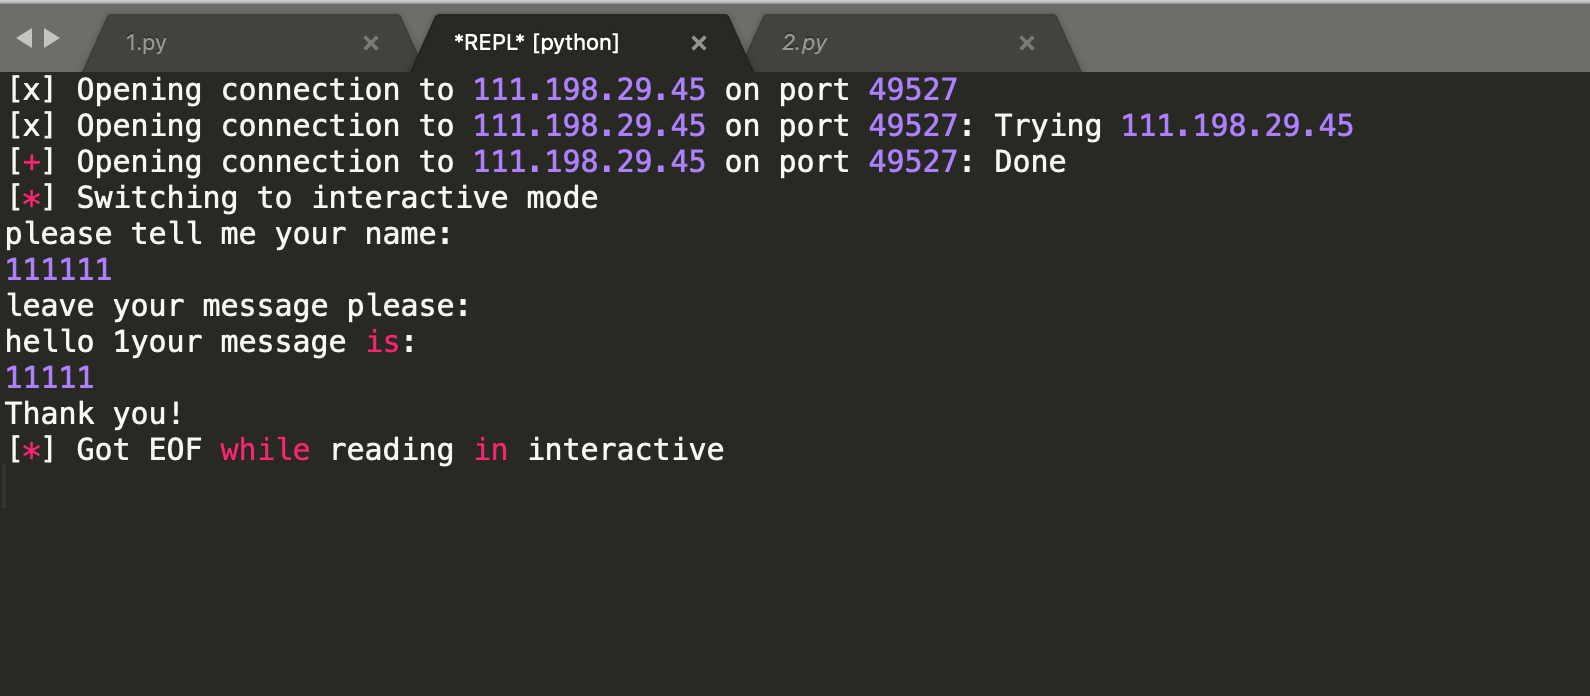 1.py
*REPL* [python]
2.py
[x] Opening connection to 111.198.29.45 on port 49527
[x] Opening connection to 111.198.29.45 on port 49527: Trying 111.198.29.45
[+] Opening connection to 111.198.29.45 on port 49527: Done
[*] Switching to interactive mode
please tell me your name:
111111
leave your message please:
hello 1your message is:
11111
Thank you!
[*] Got EOF while reading in interactive